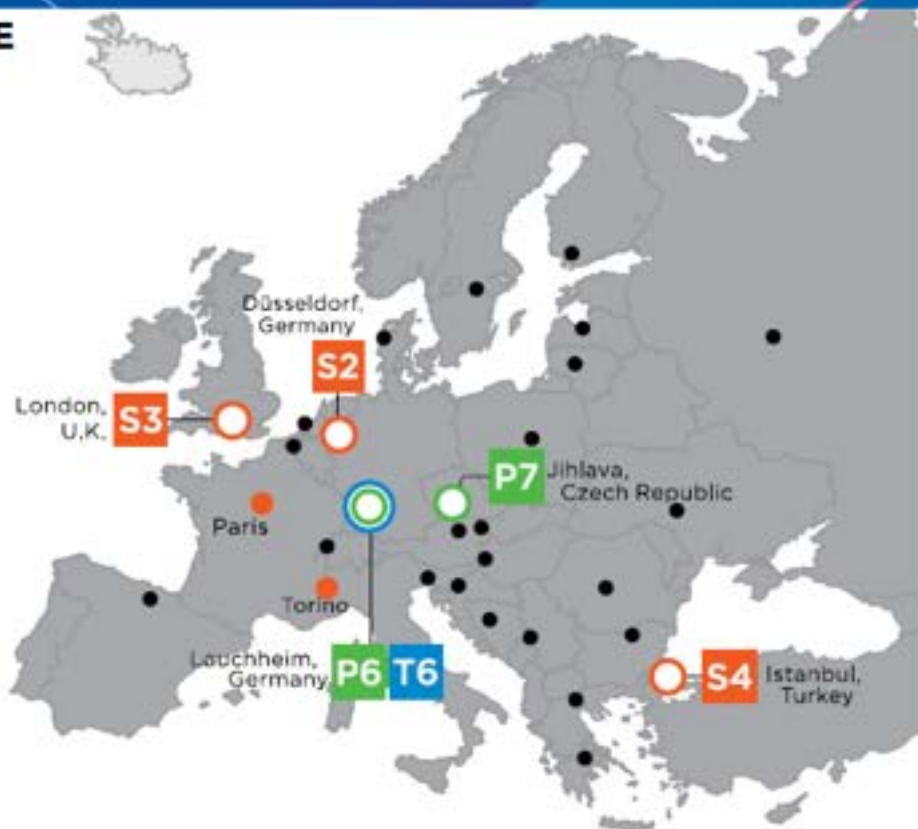 E
Düsseldorf,
Germany
S2
London,
U.K.
S3
P7
Jihlava,
Czech Republic
Paris
Torino
Lauchheim,
Germany
P6 T6
S4
Istanbul,
Turkey